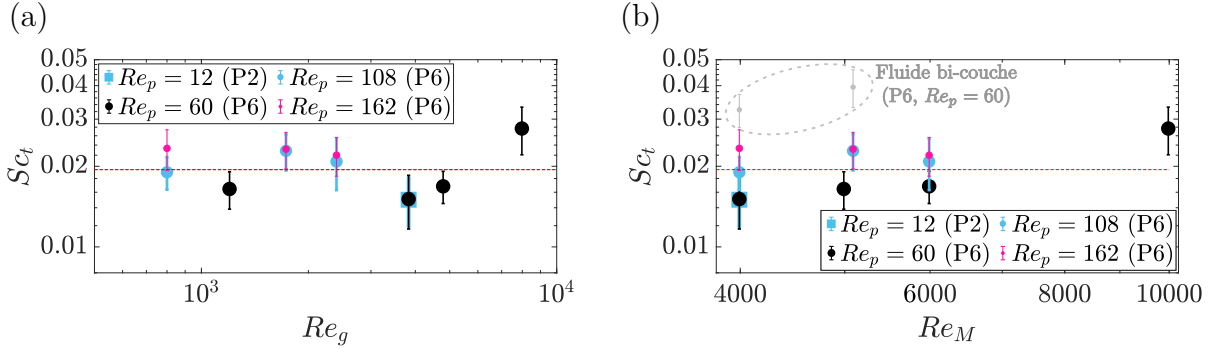 (a)
0.05
0.04
0.03
0.02
0.01
Sc_t
Re_p = 12 (P2)
Re_p = 108 (P6)
Re_p = 60 (P6)
Re_p = 162 (P6)
10^3
10^4
Re_g
(b)
0.05
0.04
0.03
0.02
0.01
Sc_t
Fluide bi-couche
(P6, Re_p = 60)
Re_p = 12 (P2)
Re_p = 108 (P6)
Re_p = 60 (P6)
Re_p = 162 (P6)
4000
6000
8000
10000
Re_M